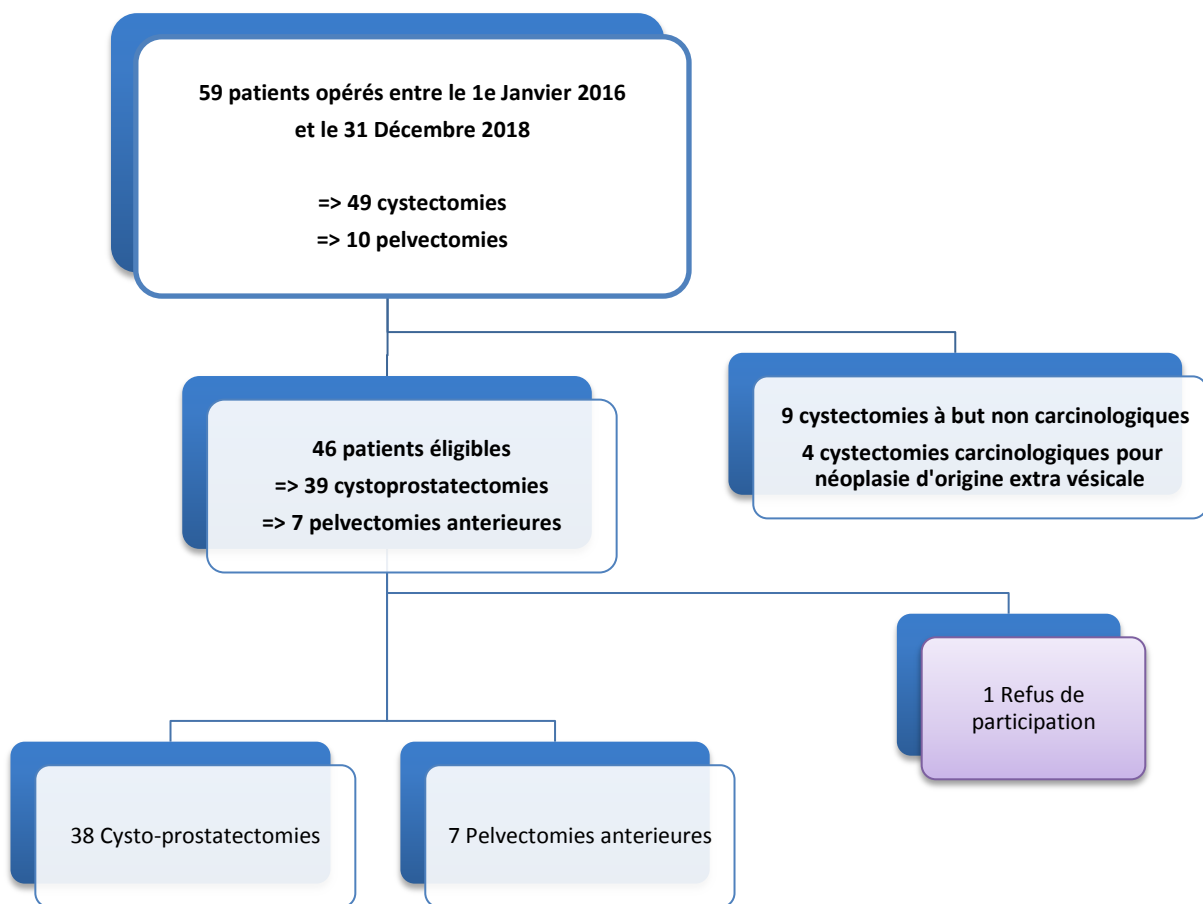 59 patients opérés entre le 1e Janvier 2016
et le 31 Décembre 2018
=> 49 cystectomies
=> 10 pelvectomies
9 cystectomies à but non carcinologiques
4 cystectomies carcinologiques pour
néoplasie d'origine extra vésicale
46 patients éligibles
=> 39 cystoprostatectomies
=> 7 pelvectomies anterieures
1 Refus de
participation
38 Cysto-prostatectomies
7 Pelvectomies anterieures